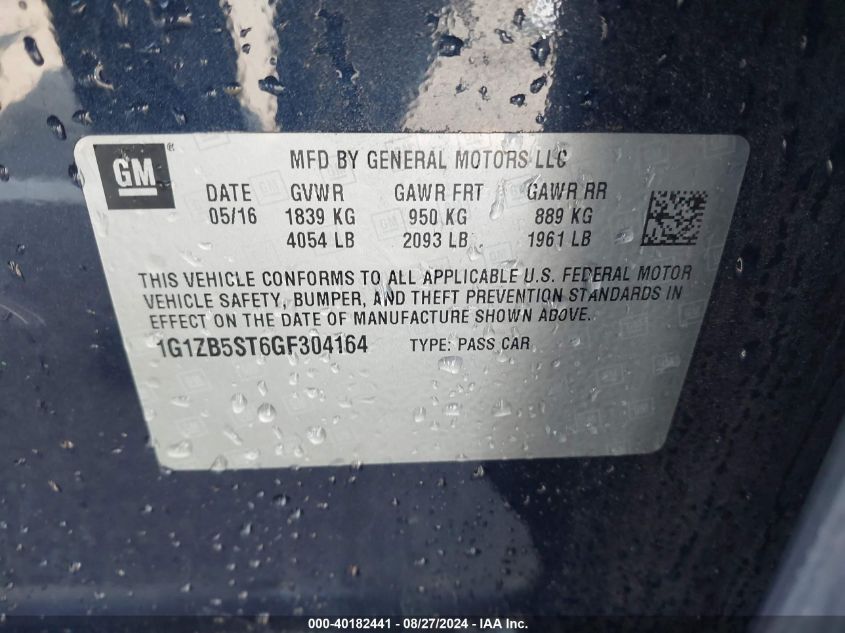 GM®
MFD BY GENERAL MOTORS LLC
DATE GVWR GAWR FRT GAWR RR
05/16 1839 KG 950 KG 889 KG
4054 LB 2093 LB 1961 LB
THIS VEHICLE CONFORMS TO ALL APPLICABLE U.S. FEDERAL MOTOR
VEHICLE SAFETY, BUMPER, AND THEFT PREVENTION STANDARDS IN
EFFECT ON THE DATE OF MANUFACTURE SHOWN ABOVE.
1G1ZB5ST6GF304164 TYPE: PASS CAR
000-40182441 - 08/27/2024 - IAA Inc.